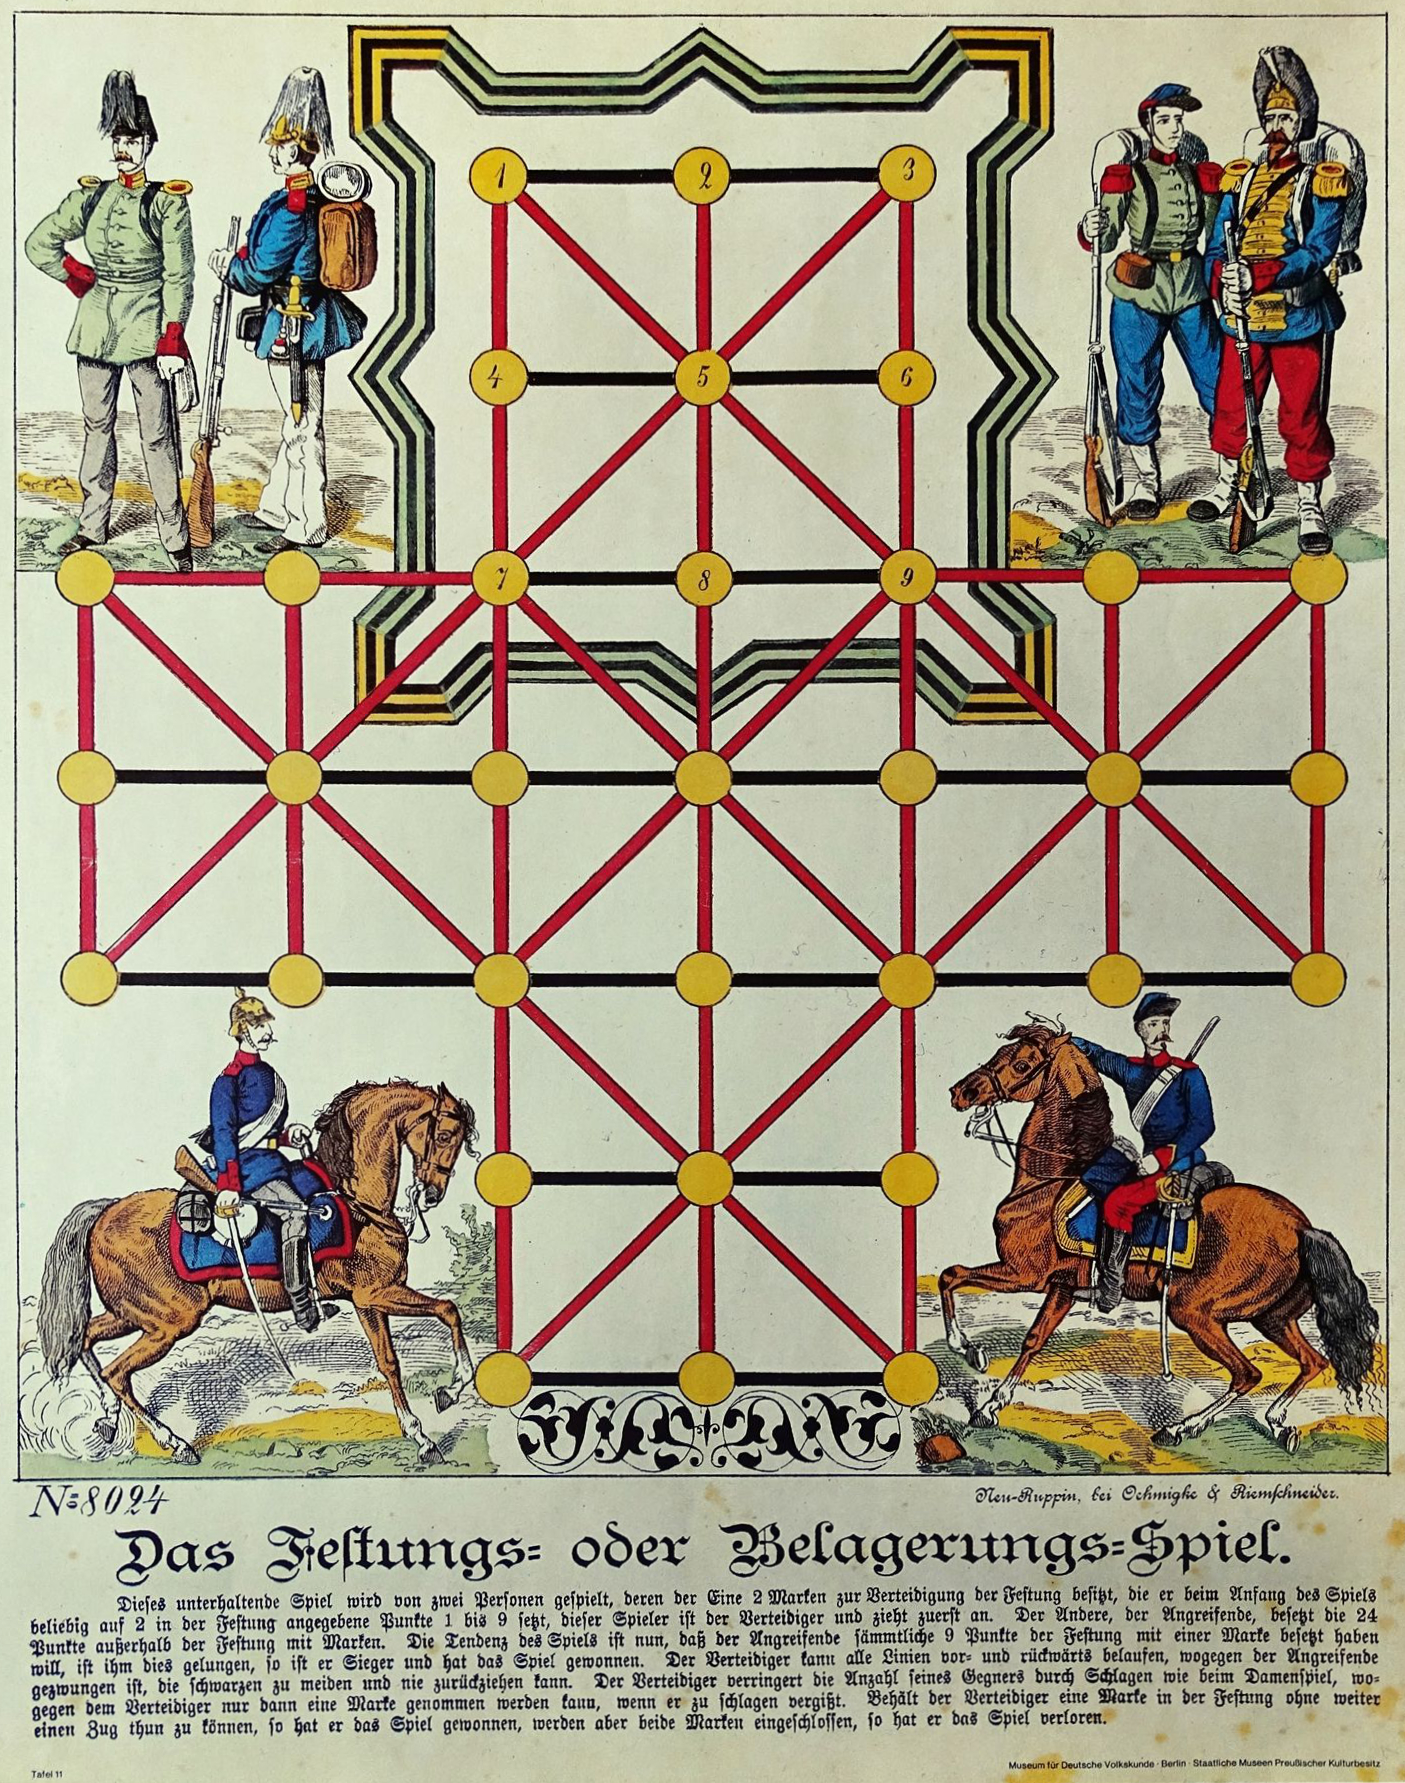 1 2 3
4 5 6
7 8 9
No 8024
Neu-Ruppin, bei Oehmigke & Riemschneider.
Das Festungs= oder Belagerungs=Spiel.
Dieses unterhaltende Spiel wird von zwei Personen gespielt, deren der Eine 2 Marken zur Verteidigung der Festung besitzt, die er beim Anfang des Spiels
beliebig auf 2 in der Festung angegebene Punkte 1 bis 9 setzt, dieser Spieler ist der Verteidiger und zieht zuerst an. Der Andere, der Angreifende, besetzt die 24
Punkte außerhalb der Festung mit Marken. Die Tendenz des Spiels ist nun, daß der Angreifende sämmtliche 9 Punkte der Festung mit einer Marke besetzt haben
will, ist ihm dies gelungen, so ist er Sieger und hat das Spiel gewonnen. Der Verteidiger kann alle Linien vor- und rückwärts belaufen, wogegen der Angreifende
gezwungen ist, die schwarzen zu meiden und nie zurückziehen kann. Der Verteidiger verringert die Anzahl seines Gegners durch Schlagen wie beim Damenspiel, wo=
gegen dem Verteidiger nur dann eine Marke genommen werden kann, wenn er zu schlagen vergißt. Behält der Verteidiger eine Marke in der Festung ohne weiter
einen Zug thun zu können, so hat er das Spiel gewonnen, werden aber beide Marken eingeschlossen, so hat er das Spiel verloren.
Tafel 11
Museum für Deutsche Volkskunde · Berlin · Staatliche Museen Preußischer Kulturbesitz